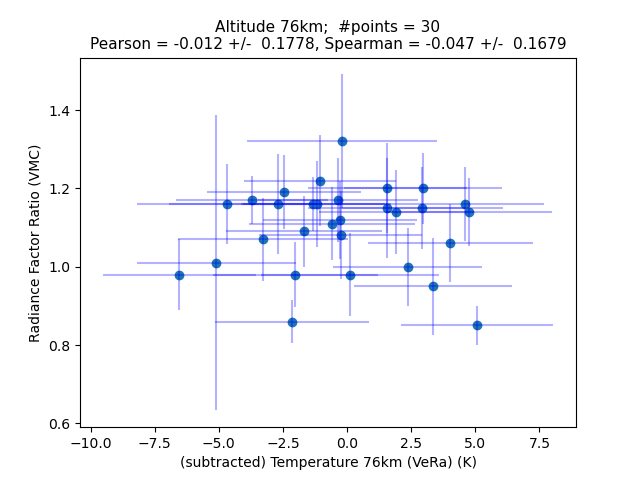 Altitude 76km;  #points = 30
Pearson = -0.012 +/-  0.1778, Spearman = -0.047 +/-  0.1679
1.4
1.2
1.0
0.8
0.6
Radiance Factor Ratio (VMC)
−10.0 −7.5 −5.0 −2.5 0.0 2.5 5.0 7.5
(subtracted) Temperature 76km (VeRa) (K)